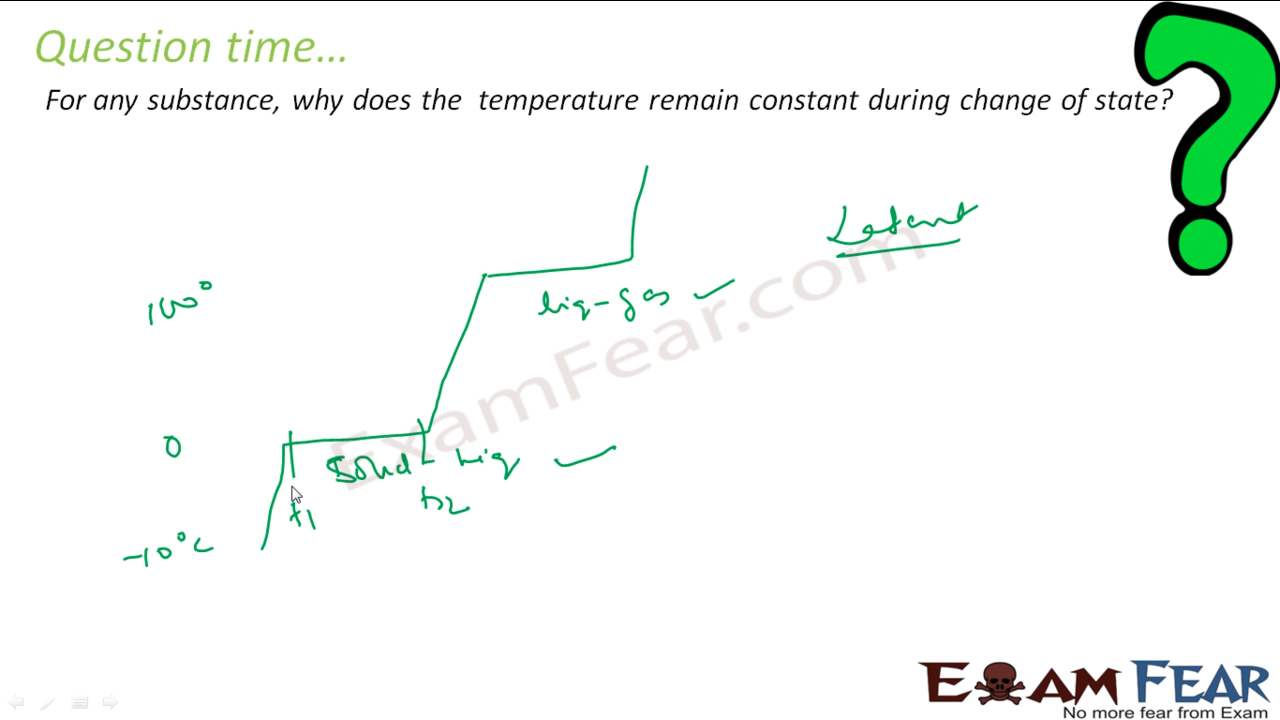 Question time...
For any substance, why does the temperature remain constant during change of state?
Latent
100°
liq-gas
0
Solid - Liq
t1
t2
-10°C
ExamFear.com
EXAM FEAR
No more fear from Exam